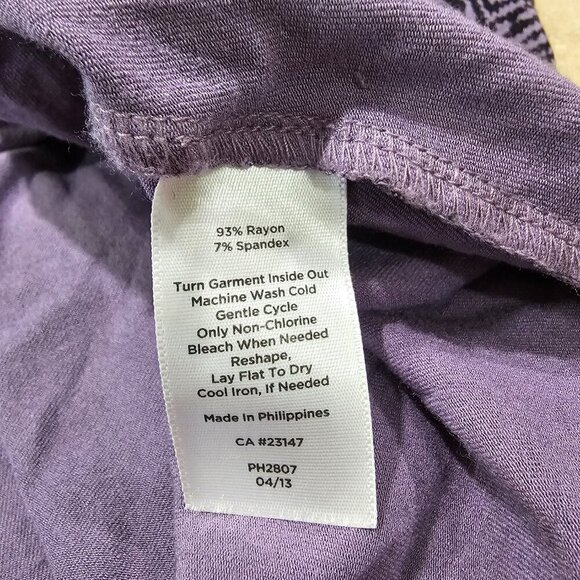 93% Rayon
7% Spandex
Turn Garment Inside Out
Machine Wash Cold
Gentle Cycle
Only Non-Chlorine
Bleach When Needed
Reshape,
Lay Flat To Dry
Cool Iron, If Needed
Made In Philippines
CA #23147
PH2807
04/13